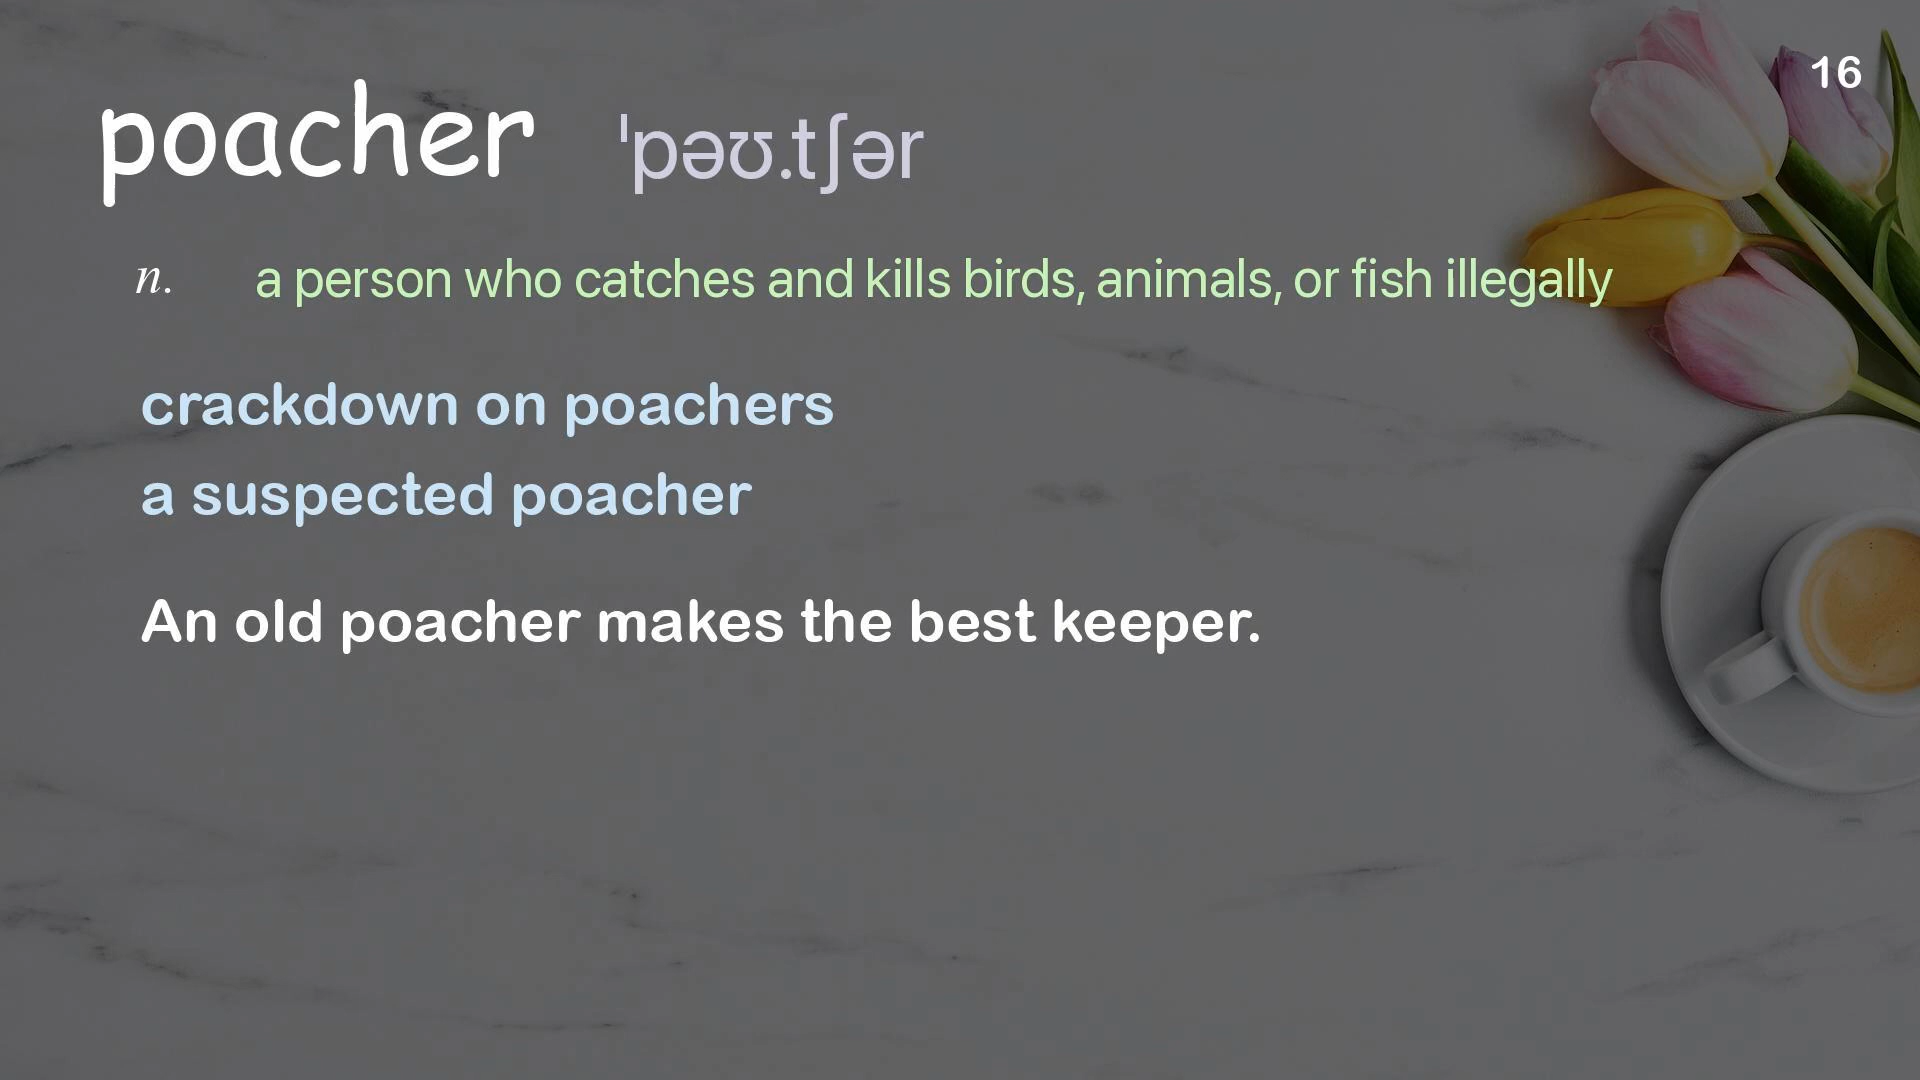 16
poacher ˈpəʊ.tʃər
n. a person who catches and kills birds, animals, or fish illegally
crackdown on poachers
a suspected poacher
An old poacher makes the best keeper.